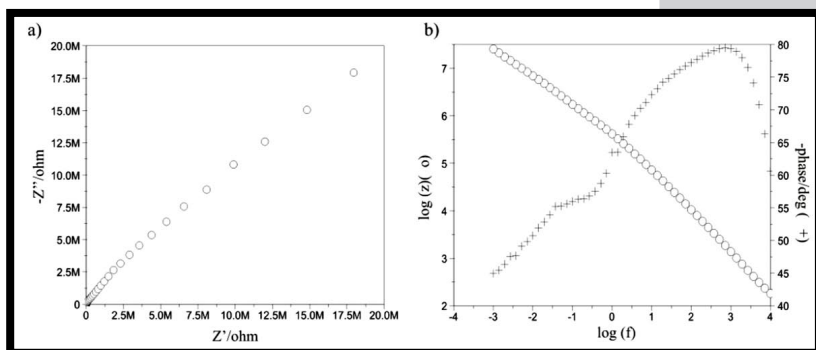 a)
20.0M
17.5M
15.0M
12.5M
10.0M
7.5M
5.0M
2.5M
0
-Z''/ohm
0 2.5M 5.0M 7.5M 10.0M 12.5M 15.0M 17.5M 20.0M
Z'/ohm
b)
7
6
5
4
3
2
log (z)( o)
80
75
70
65
60
55
50
45
40
-phase/deg ( +)
-4 -3 -2 -1 0 1 2 3 4
log (f)